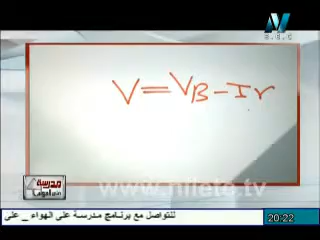 E.R.C
V = VB - Ir
مدرسة
على الهواء
www.nilete.tv
للتواصل مع برنامج مدرسة على الهواء _ على
20:22